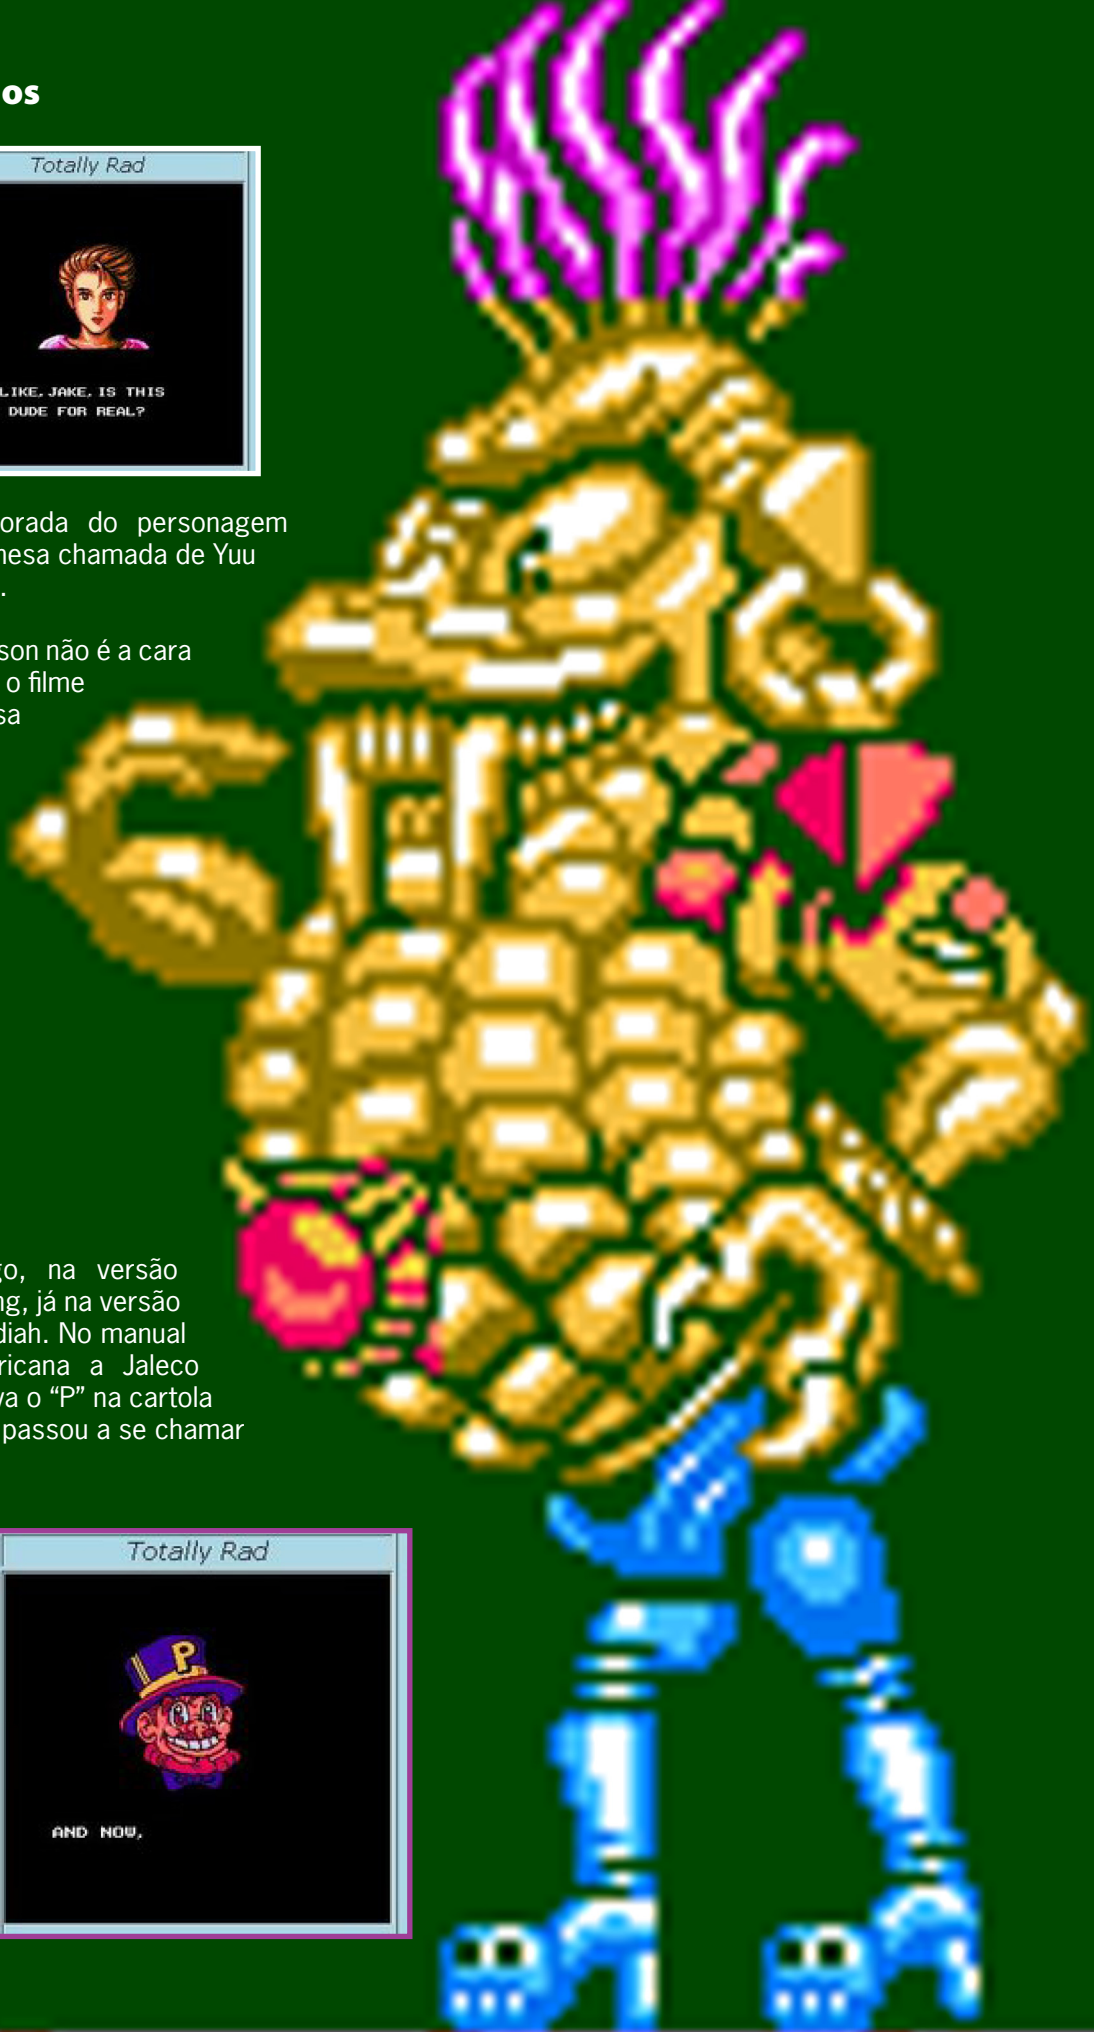 os
Totally Rad
LIKE, JAKE, IS THIS
DUDE FOR REAL?
orada do personagem
nesa chamada de Yuu
.
son não é a cara
o filme
sa
go, na versão
ng, já na versão
diah. No manual
ricana a Jaleco
va o “P” na cartola
passou a se chamar
Totally Rad
P
AND NOW,